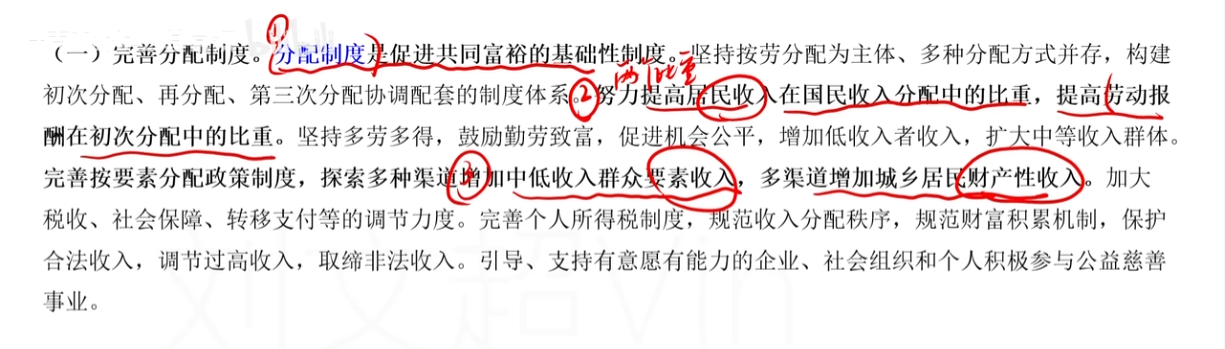 （一）完善分配制度。分配制度是促进共同富裕的基础性制度。坚持按劳分配为主体、多种分配方式并存，构建
两个比重
初次分配、再分配、第三次分配协调配套的制度体系。②努力提高居民收入在国民收入分配中的比重，提高劳动报
酬在初次分配中的比重。坚持多劳多得，鼓励勤劳致富，促进机会公平，增加低收入者收入，扩大中等收入群体。
完善按要素分配政策制度，探索多种渠道③增加中低收入群众要素收入，多渠道增加城乡居民财产性收入。加大
税收、社会保障、转移支付等的调节力度。完善个人所得税制度，规范收入分配秩序，规范财富积累机制，保护
合法收入，调节过高收入，取缔非法收入。引导、支持有意愿有能力的企业、社会组织和个人积极参与公益慈善
事业。